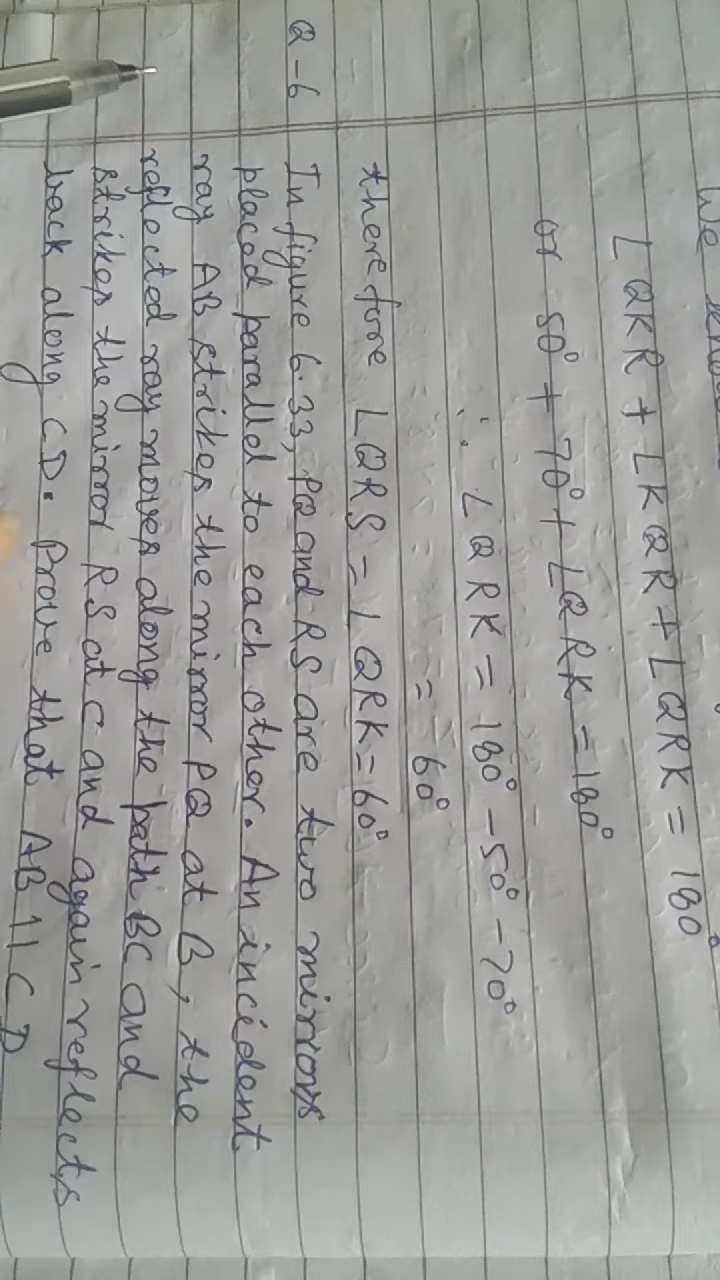 We
∠QKR + ∠KQR + ∠QRK = 180°
or 50° + 70° + ∠QRK = 180°
∴ ∠QRK = 180° - 50° - 70°
= 60°
therefore ∠QRS = ∠QRK = 60°
Q-6 In figure 6.33, PQ and RS are two mirrors
placed parallel to each other. An incident
ray AB strikes the mirror PQ at B, the
reflected ray moves along the path BC and
strikes the mirror RS at C and again reflects
back along CD. Prove that AB || CD